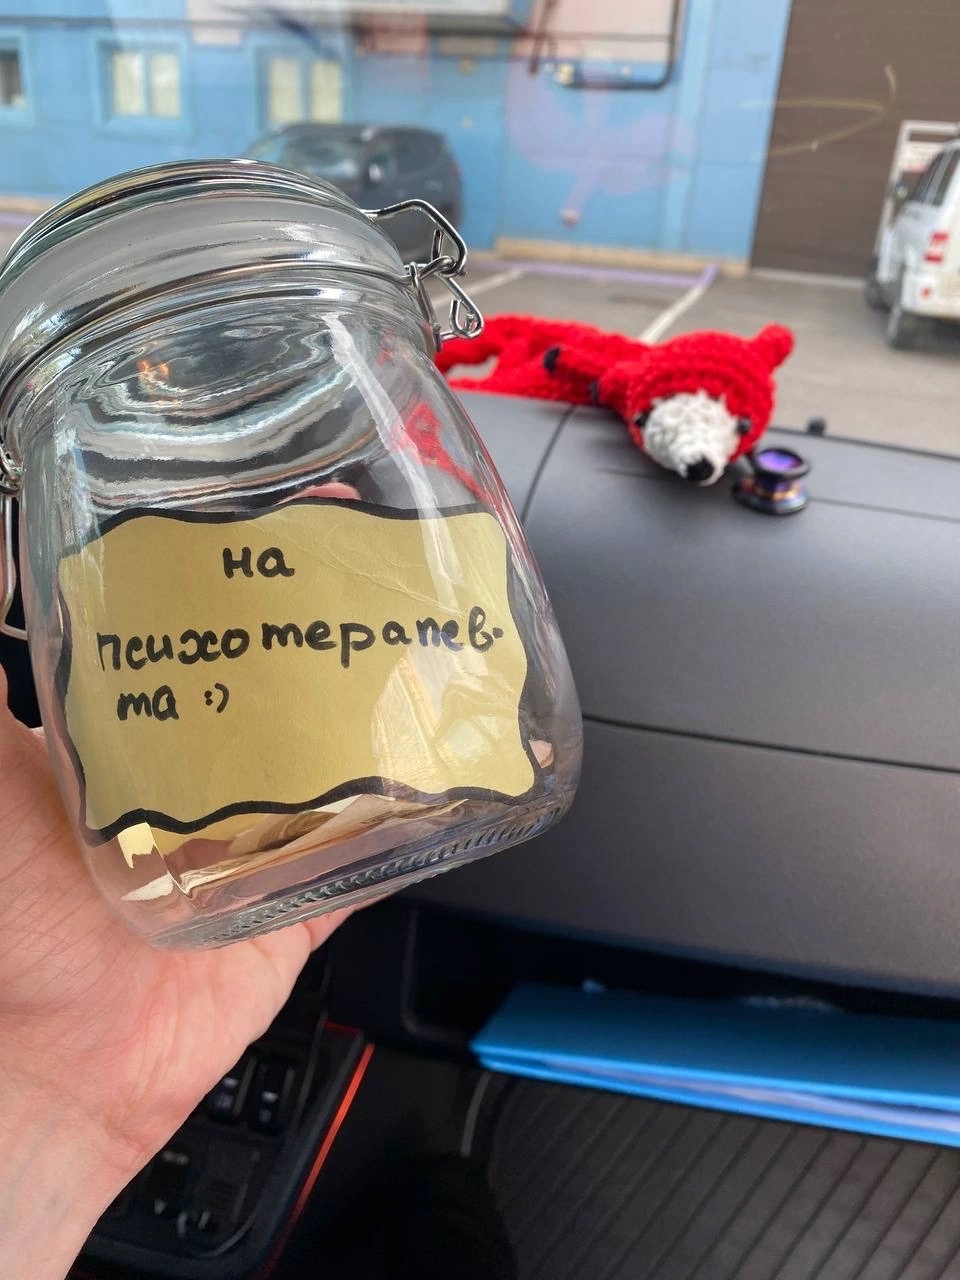 на
психотерапев-
та :)